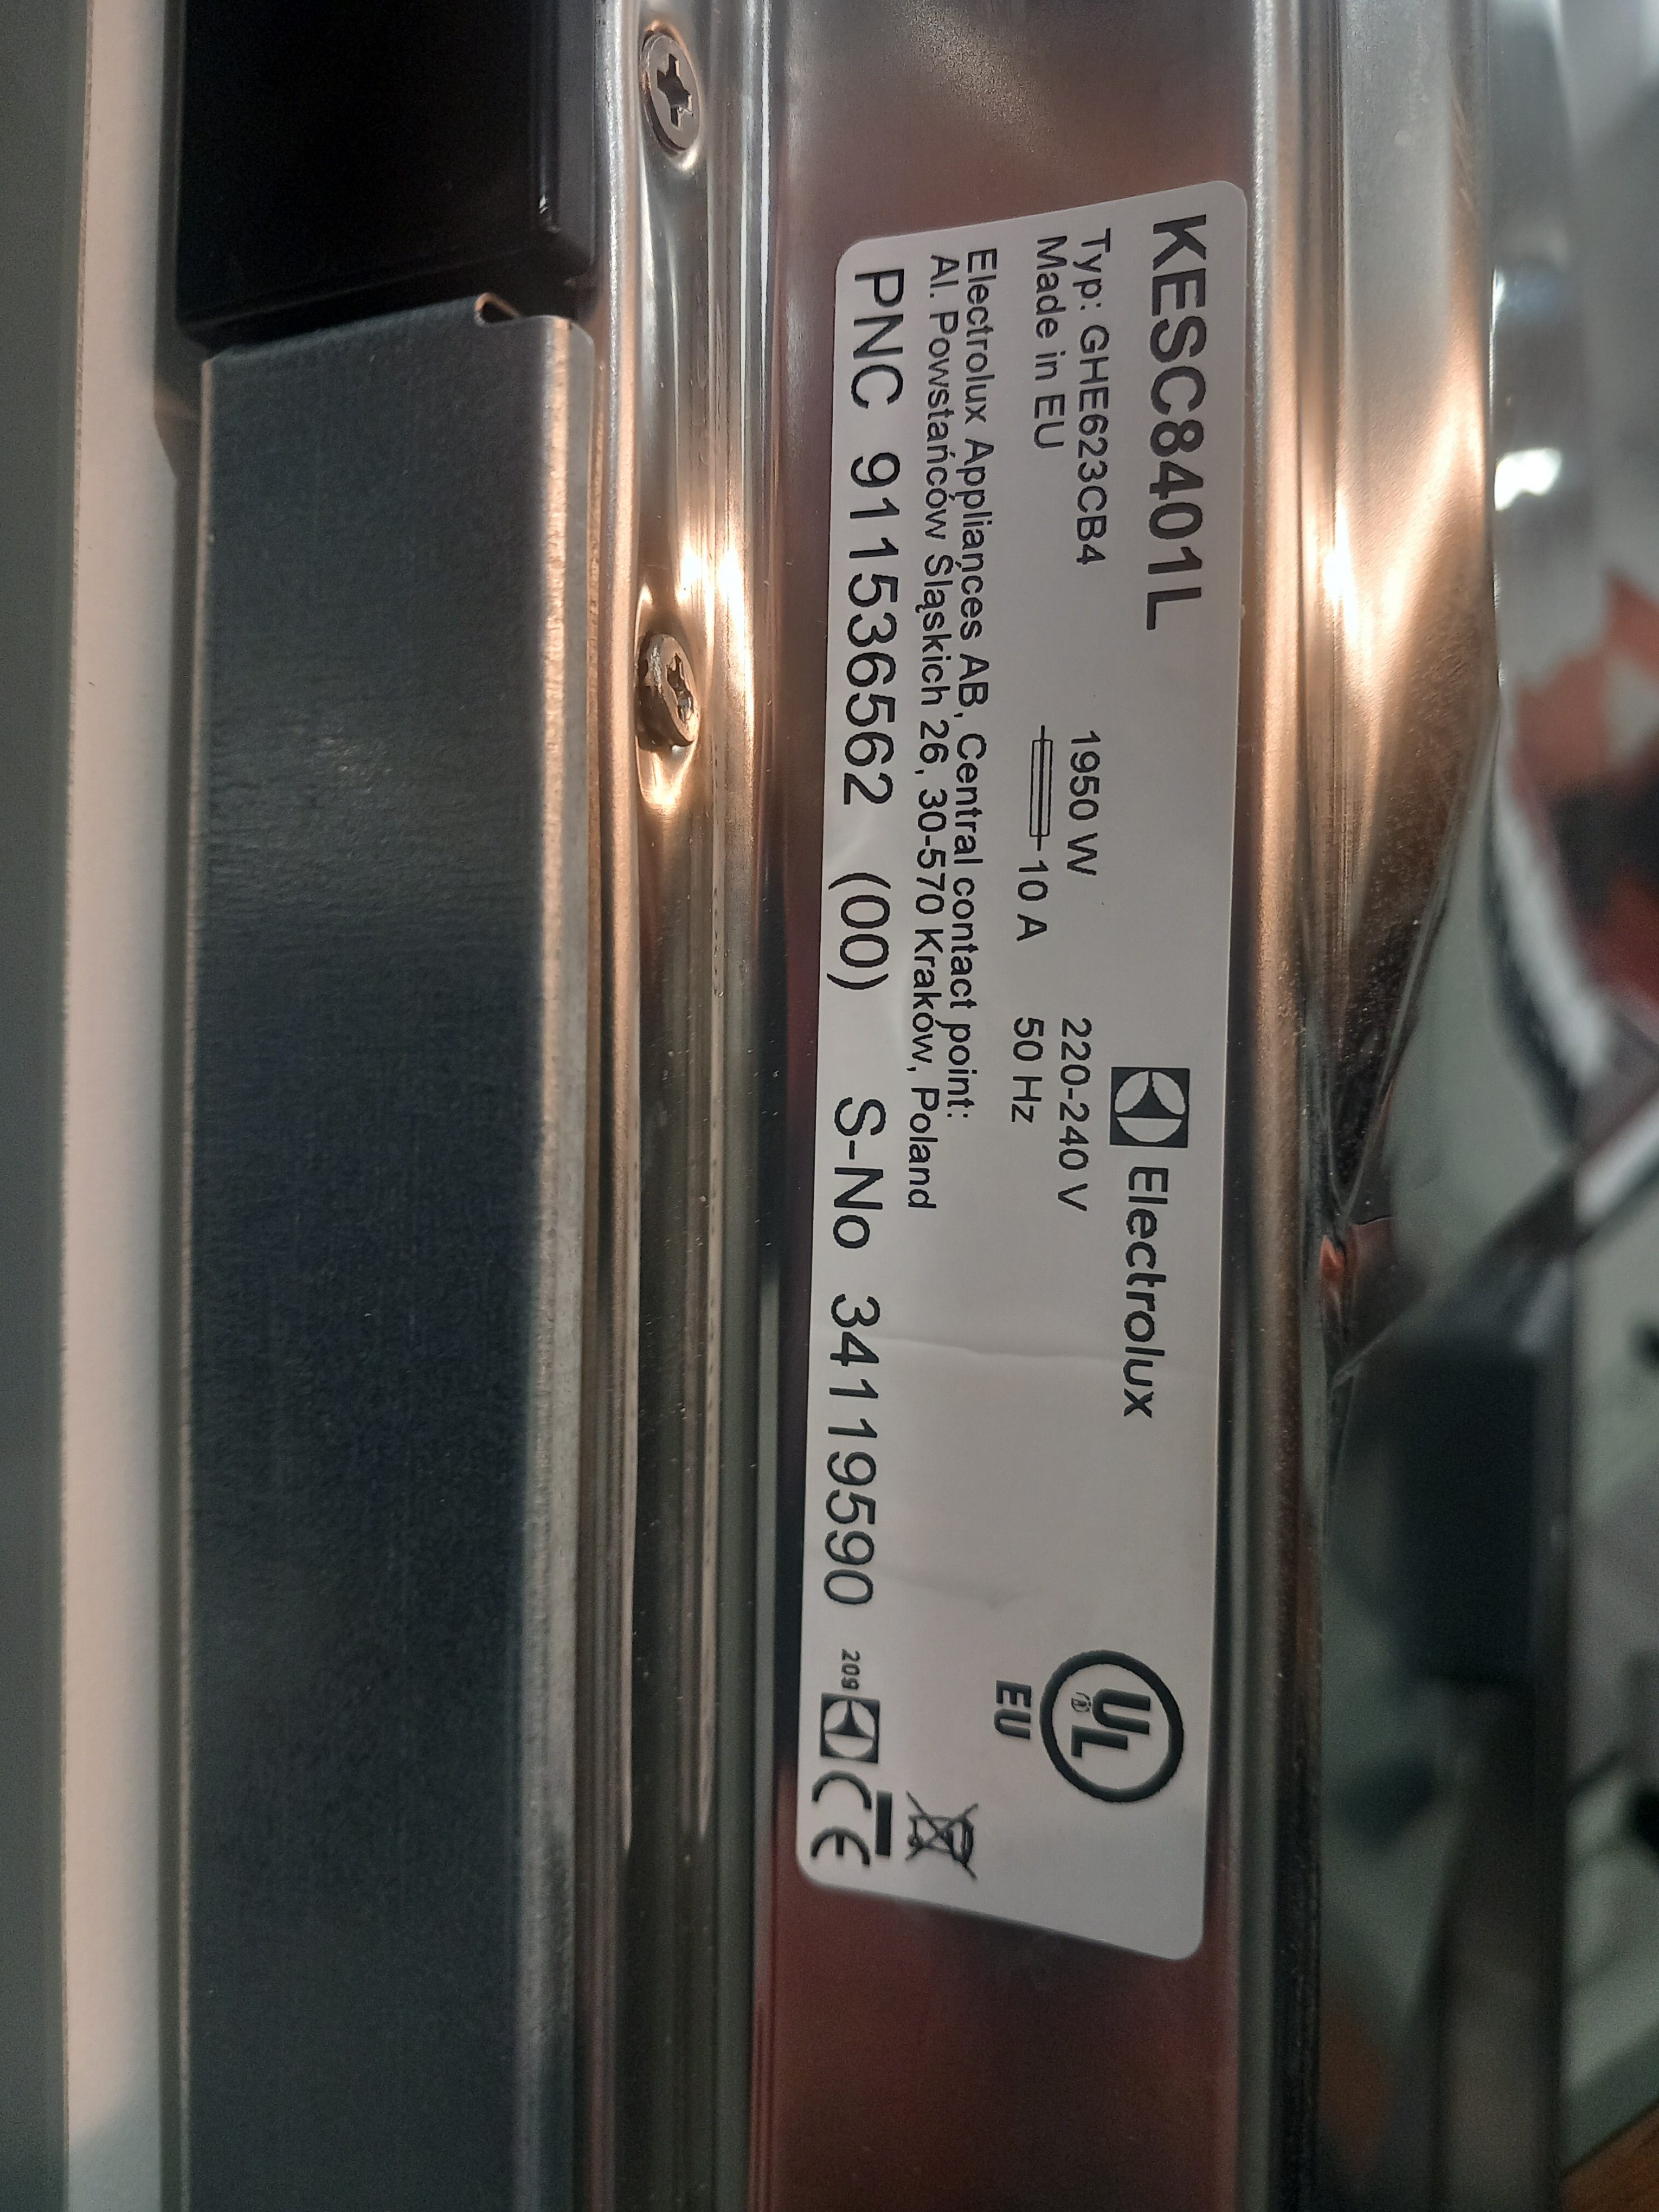 KESC8401L
Electrolux
Typ: GHE623CB4 1950 W 220-240 V
Made in EU 10 A 50 Hz
UL
EU
Electrolux Appliances AB, Central contact point:
Al. Powstańców Śląskich 26, 30-570 Kraków, Poland
PNC 911536562 (00) S-No 34119590 209 CE